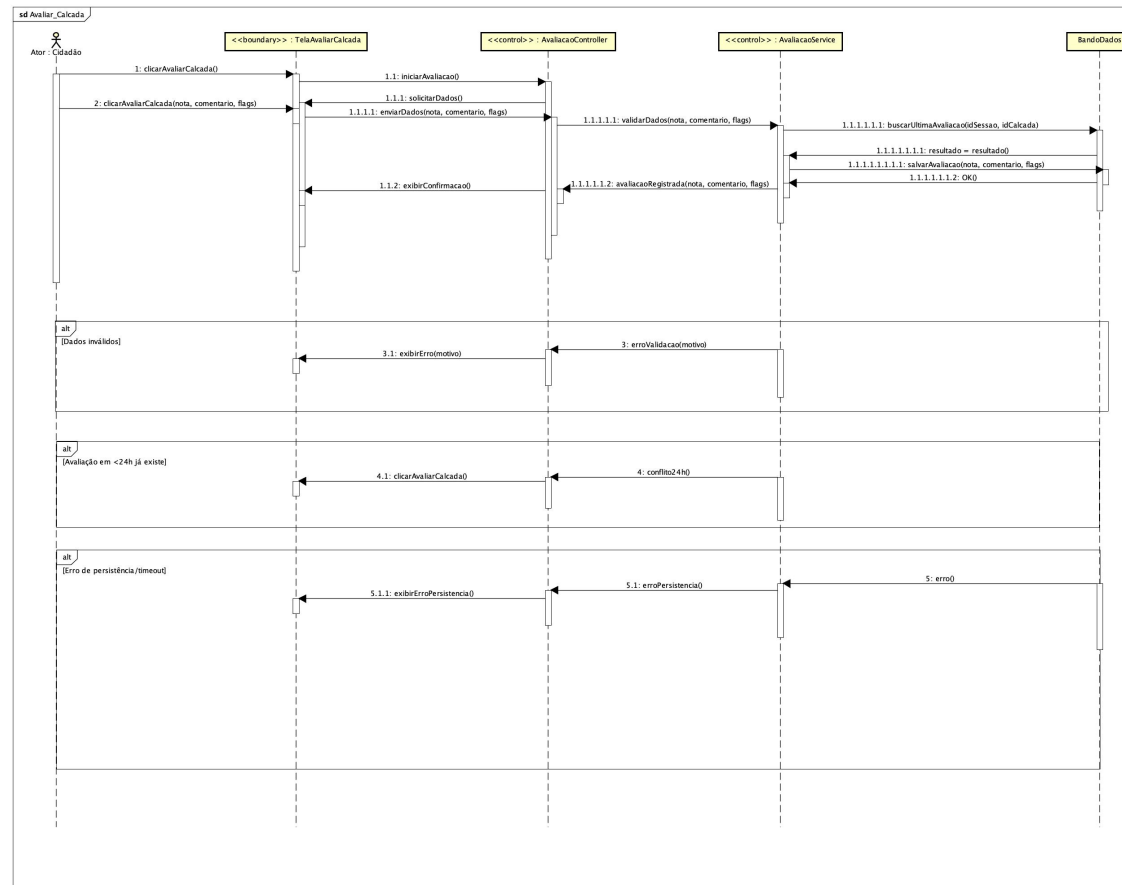 sd Avaliar_Calcada
Ator : Cidadão
<<boundary>> : TelaAvaliarCalcada
<<control>> : AvaliacaoController
<<control>> : AvaliacaoService
BandoDados
1: clicarAvaliarCalcada()
1.1: iniciarAvaliacao()
1.1.1: solicitarDados()
2: clicarAvaliarCalcada(nota, comentario, flags)
1.1.1.1: enviarDados(nota, comentario, flags)
1.1.1.1.1: validarDados(nota, comentario, flags)
1.1.1.1.1.1: buscarUltimaAvaliacao(idSessao, idCalcada)
1.1.1.1.1.1.1: resultado = resultado()
1.1.1.1.1.1.1.1: salvarAvaliacao(nota, comentario, flags)
1.1.1.1.1.1.2: OK()
1.1.1.1.1.2: avaliacaoRegistrada(nota, comentario, flags)
1.1.2: exibirConfirmacao()
alt
[Dados inválidos]
3: erroValidacao(motivo)
3.1: exibirErro(motivo)
alt
[Avaliação em <24h já existe]
4: conflito24h()
4.1: clicarAvaliarCalcada()
alt
[Erro de persistência/timeout]
5: erro()
5.1: erroPersistencia()
5.1.1: exibirErroPersistencia()